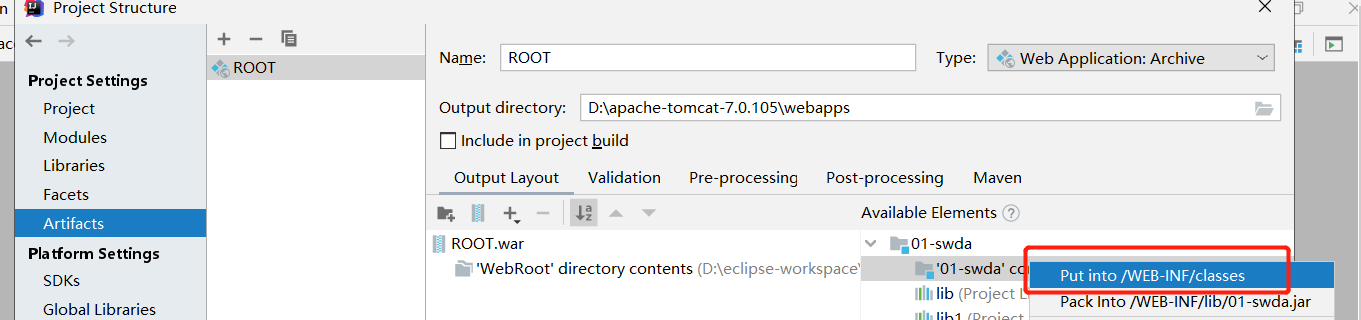 Project Structure
Name: ROOT Type: Web Application: Archive
ROOT
Project Settings
Project
Modules
Libraries
Facets
Artifacts
Platform Settings
SDKs
Global Libraries
Output directory: D:\apache-tomcat-7.0.105\webapps
Include in project build
Output Layout Validation Pre-processing Post-processing Maven
Available Elements
ROOT.war
'WebRoot' directory contents (D:\eclipse-workspace\
01-swda
'01-swda'
Put into /WEB-INF/classes
lib (Project
Pack Into /WEB-INF/lib/01-swda.jar
lib1 (Project